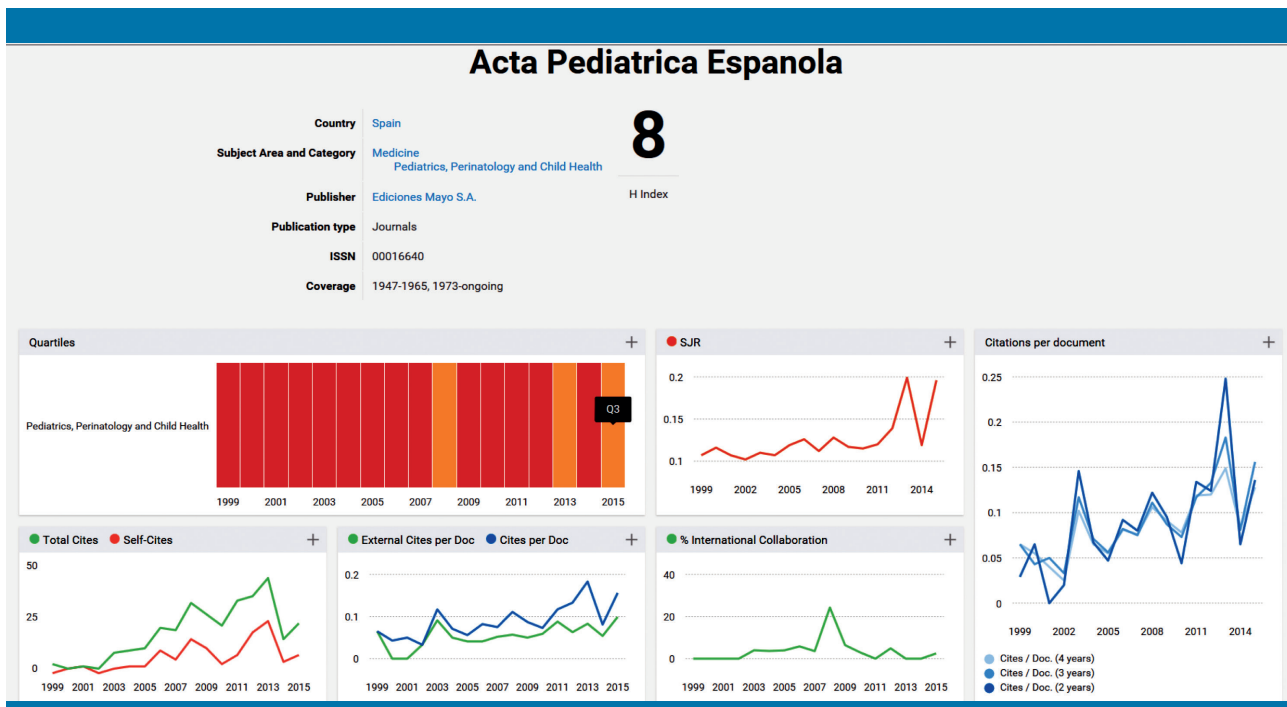 Acta Pediatrica Espanola
Country Spain
8
Subject Area and Category Medicine
Pediatrics, Perinatology and Child Health
Publisher Ediciones Mayo S.A.
H Index
Publication type Journals
ISSN 00016640
Coverage 1947-1965, 1973-ongoing
Quartiles +
Q3
Pediatrics, Perinatology and Child Health
1999 2001 2003 2005 2007 2009 2011 2013 2015
SJR +
0.2
0.15
0.1
1999 2002 2005 2008 2011 2014
Citations per document +
0.25
0.2
0.15
0.1
0.05
0
1999 2002 2005 2008 2011 2014
Cites / Doc. (4 years)
Cites / Doc. (3 years)
Cites / Doc. (2 years)
Total Cites Self-Cites +
50
25
0
1999 2001 2003 2005 2007 2009 2011 2013 2015
External Cites per Doc Cites per Doc +
0.2
0.1
0
1999 2001 2003 2005 2007 2009 2011 2013 2015
% International Collaboration +
40
20
0
1999 2001 2003 2005 2007 2009 2011 2013 2015